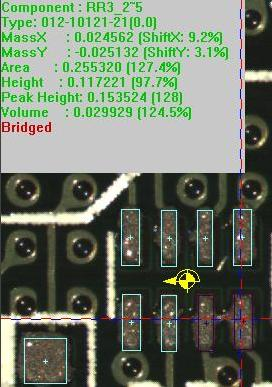 Component : RR3_2~5
Type: 012-10121-21(0.0)
MassX : 0.024562 (ShiftX: 9.2%)
MassY : -0.025132 (ShiftY: 3.1%)
Area : 0.255320 (127.4%)
Height : 0.117221 (97.7%)
Peak Height: 0.153524 (128)
Volume : 0.029929 (124.5%)
Bridged